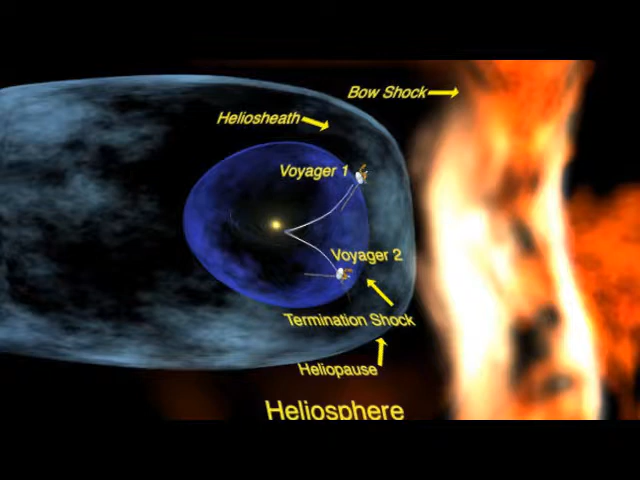 Bow Shock
Heliosheath
Voyager 1
Voyager 2
Termination Shock
Heliopause
Heliosphere